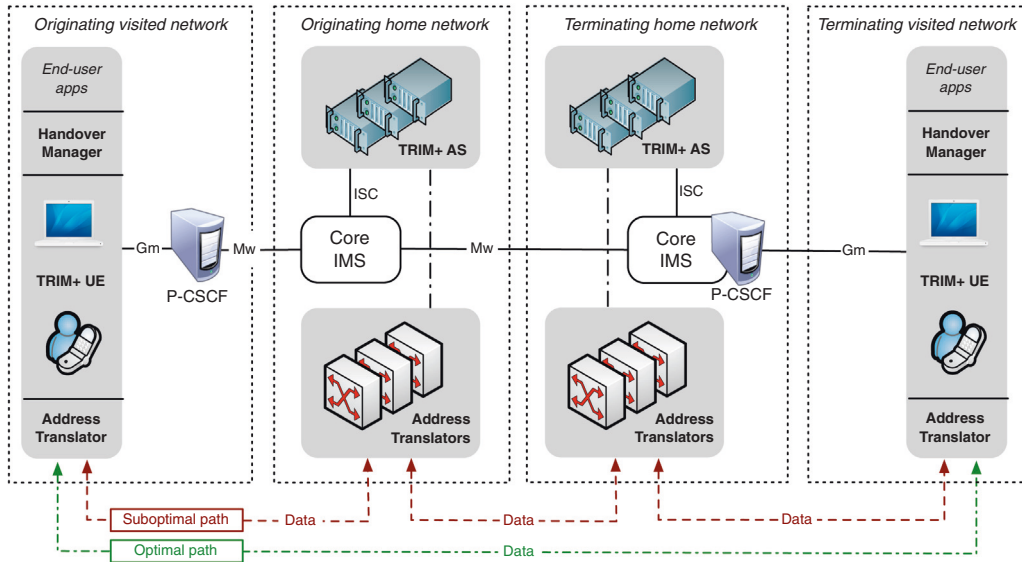 Originating visited network
Originating home network
Terminating home network
Terminating visited network
End-user
apps
Handover
Manager
TRIM+ UE
Address
Translator
Gm
P-CSCF
Mw
TRIM+ AS
ISC
Core
IMS
Address
Translators
Mw
TRIM+ AS
ISC
Core
IMS
P-CSCF
Address
Translators
Gm
End-user
apps
Handover
Manager
TRIM+ UE
Address
Translator
Suboptimal path
Data
Data
Data
Optimal path
Data